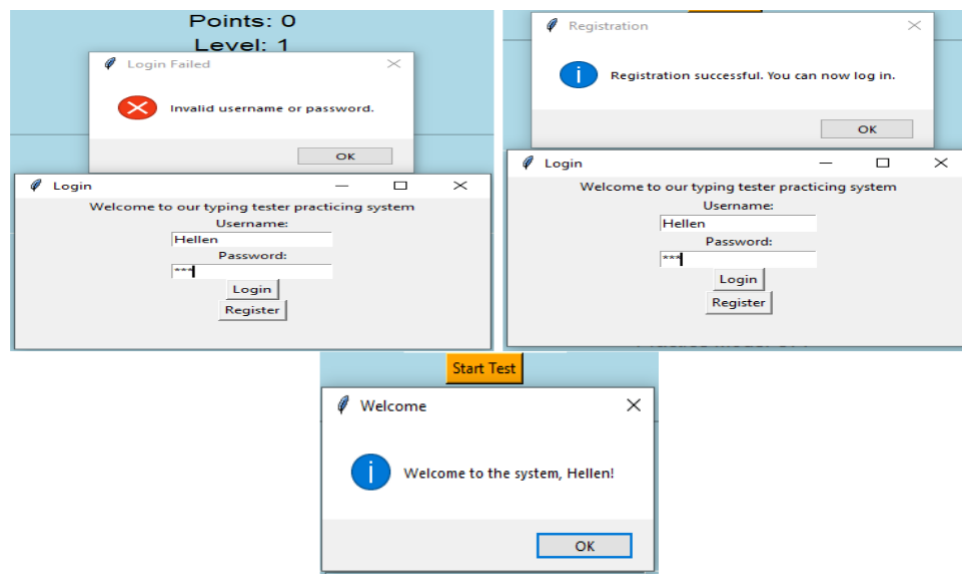 Points: 0
Level: 1
Login Failed
Invalid username or password.
OK
Login
Welcome to our typing tester practicing system
Username:
Hellen
Password:
***
Login
Register
Registration
Registration successful. You can now log in.
OK
Login
Welcome to our typing tester practicing system
Username:
Hellen
Password:
***
Login
Register
Start Test
Welcome
Welcome to the system, Hellen!
OK